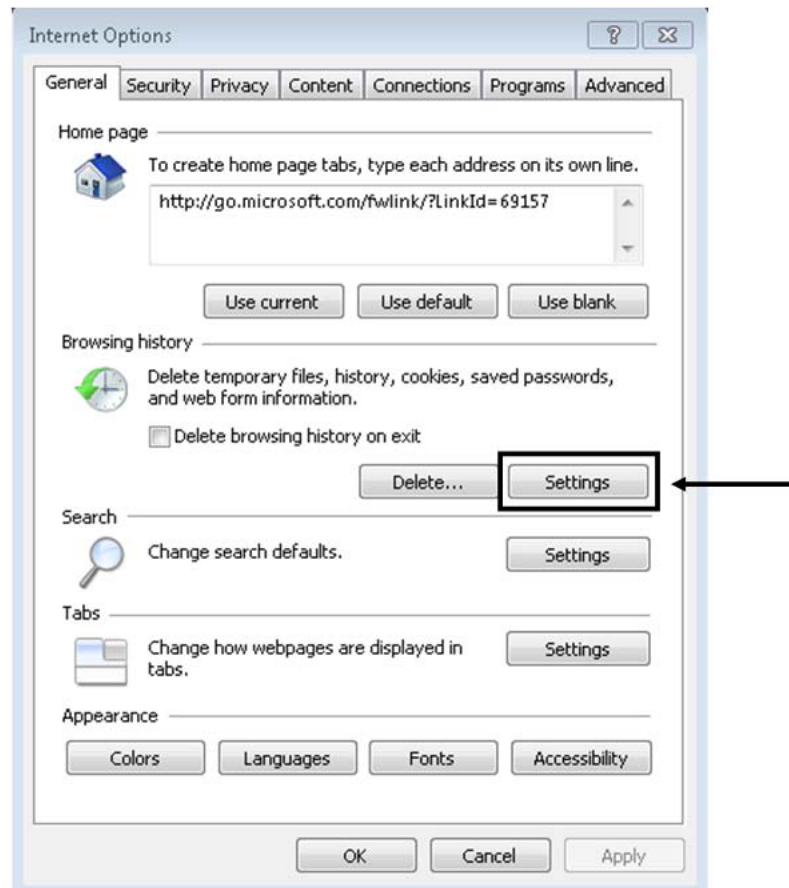 Internet Options
General Security Privacy Content Connections Programs Advanced
Home page
To create home page tabs, type each address on its own line.
http://go.microsoft.com/fwlink/?LinkId=69157
Use current Use default Use blank
Browsing history
Delete temporary files, history, cookies, saved passwords,
and web form information.
Delete browsing history on exit
Delete... Settings
Search
Change search defaults.
Settings
Tabs
Change how webpages are displayed in
tabs.
Settings
Appearance
Colors Languages Fonts Accessibility
OK Cancel Apply